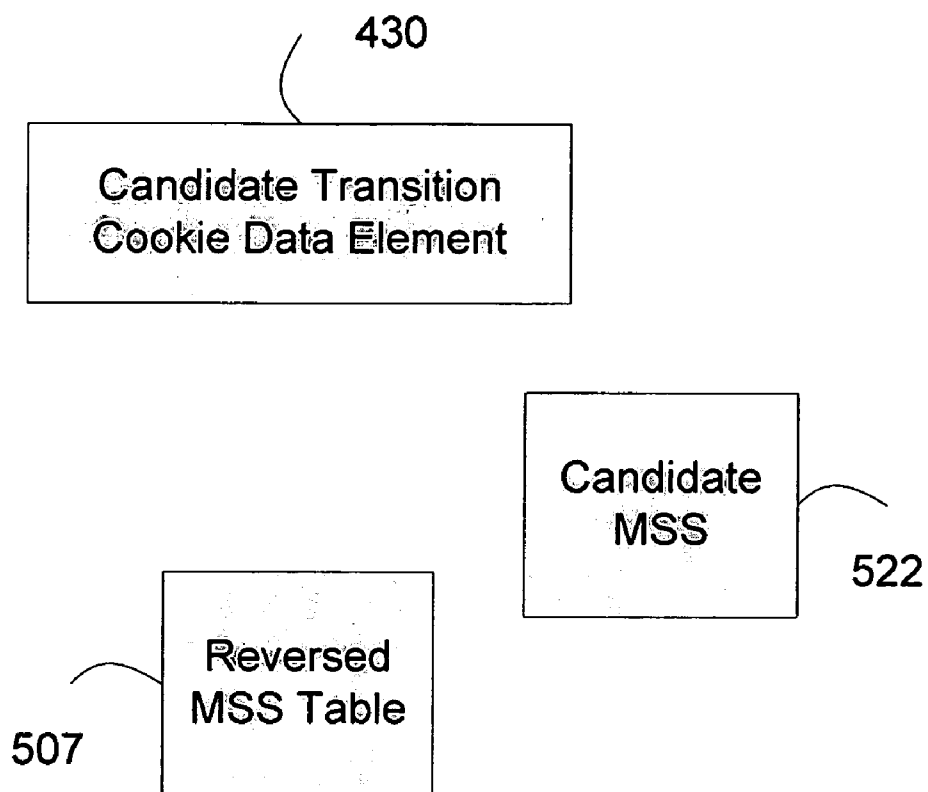 430
Candidate Transition
Cookie Data Element
Candidate
MSS
522
Reversed
MSS Table
507